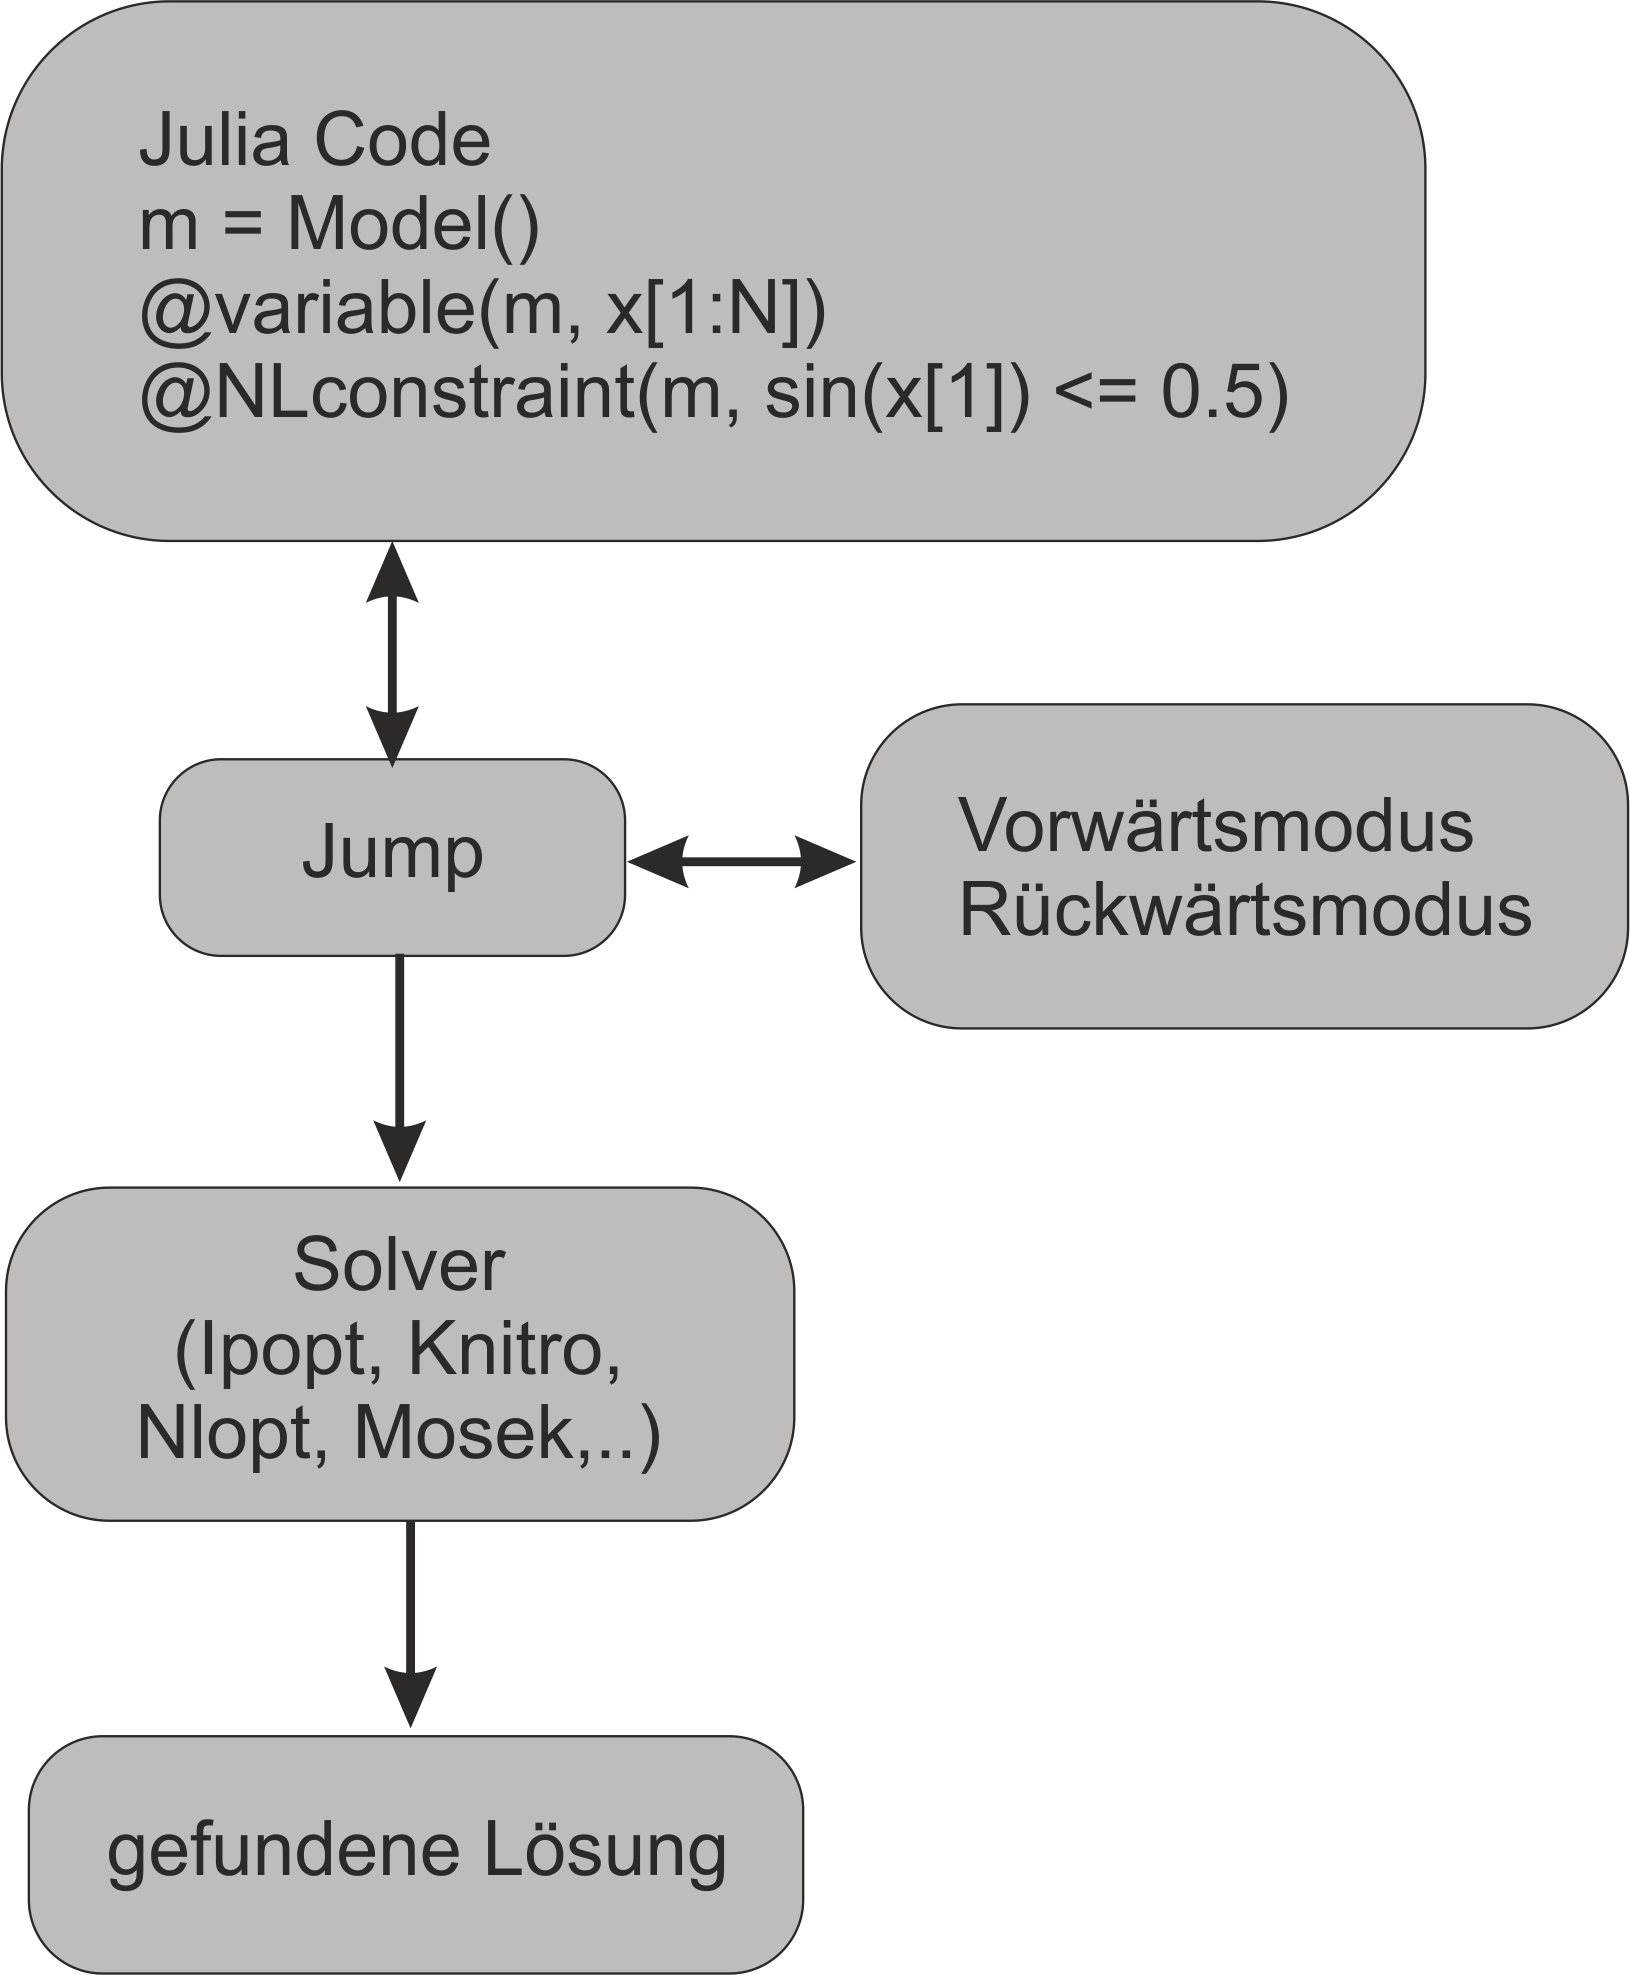 Julia Code
m = Model()
@variable(m, x[1:N])
@NLconstraint(m, sin(x[1]) <= 0.5)
Jump
Vorwärtsmodus
Rückwärtsmodus
Solver
(Ipopt, Knitro,
Nlopt, Mosek,..)
gefundene Lösung